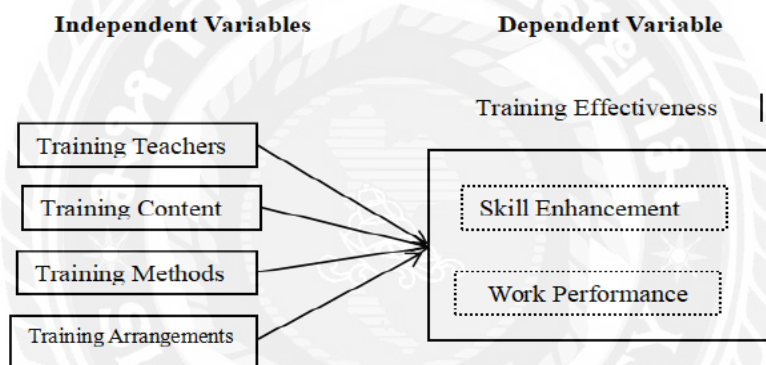 Independent Variables
Dependent Variable
Training Effectiveness
Training Teachers
Training Content
Training Methods
Training Arrangements
Skill Enhancement
Work Performance